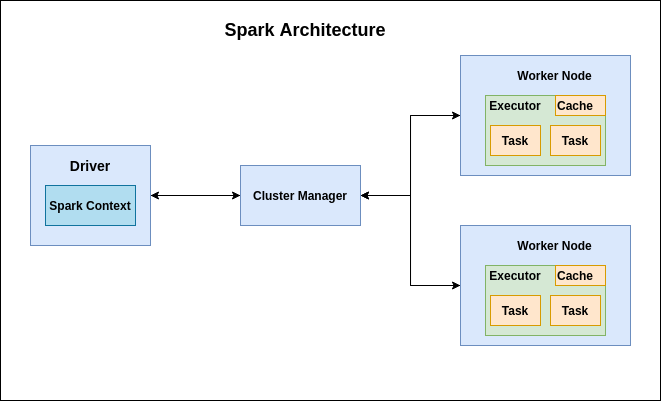 Spark Architecture
Driver
Spark Context
Cluster Manager
Worker Node
Executor
Cache
Task
Task
Worker Node
Executor
Cache
Task
Task